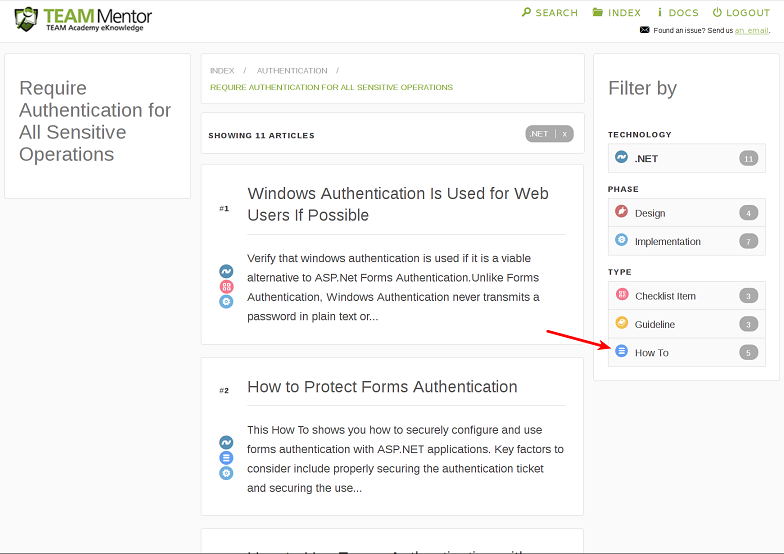 TEAM Mentor
TEAM Academy eKnowledge
SEARCH INDEX DOCS LOGOUT
Found an issue? Send us an email.
Require
Authentication for
All Sensitive
Operations
INDEX / AUTHENTICATION /
REQUIRE AUTHENTICATION FOR ALL SENSITIVE OPERATIONS
SHOWING 11 ARTICLES
.NET | x
#1
Windows Authentication Is Used for Web
Users If Possible
Verify that windows authentication is used if it is a viable
alternative to ASP.Net Forms Authentication.Unlike Forms
Authentication, Windows Authentication never transmits a
password in plain text or...
#2
How to Protect Forms Authentication
This How To shows you how to securely configure and use
forms authentication with ASP.NET applications. Key factors to
consider include properly securing the authentication ticket
and securing the use...
Filter by
TECHNOLOGY
.NET 11
PHASE
Design 4
Implementation 7
TYPE
Checklist Item 3
Guideline 3
How To 5